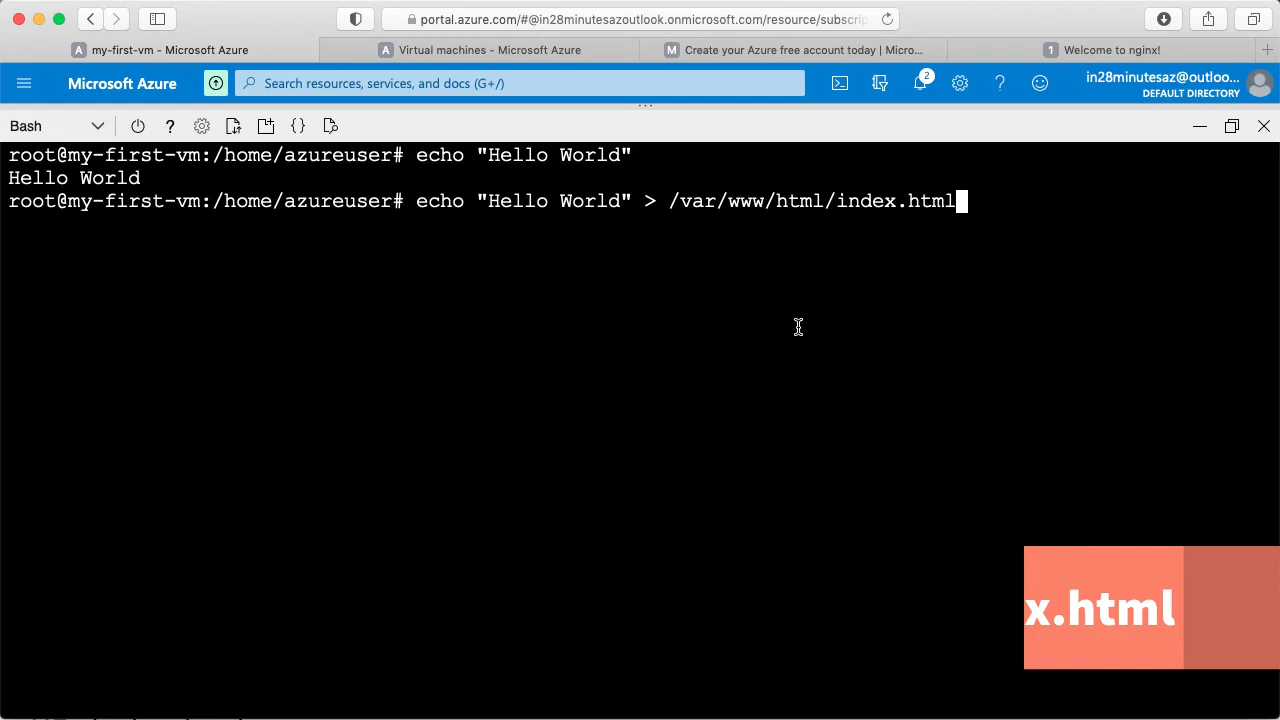 portal.azure.com/#@in28minutesazoutlook.onmicrosoft.com/resource/subscrip
my-first-vm - Microsoft Azure
Virtual machines - Microsoft Azure
Create your Azure free account today | Micro...
Welcome to nginx!
Microsoft Azure
Search resources, services, and docs (G+/)
2
in28minutesaz@outloo...
DEFAULT DIRECTORY
Bash
root@my-first-vm:/home/azureuser# echo "Hello World"
Hello World
root@my-first-vm:/home/azureuser# echo "Hello World" > /var/www/html/index.html
x.html